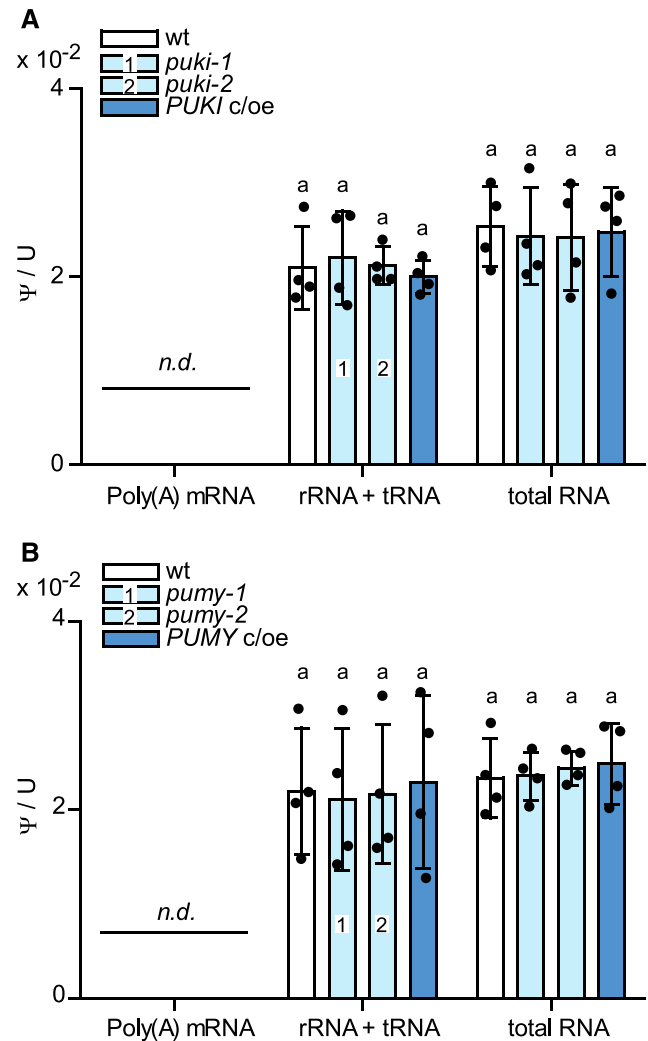 A
wt
x 10-2
1 puki-1
2 puki-2
PUKI c/oe
4
a a a a
a a a a
2
Ψ / U
1 2
n.d.
0
Poly(A) mRNA rRNA + tRNA total RNA
B
wt
x 10-2
1 pumy-1
2 pumy-2
PUMY c/oe
4
a a a a a a a a
2
Ψ / U
1 2
n.d.
0
Poly(A) mRNA rRNA + tRNA total RNA